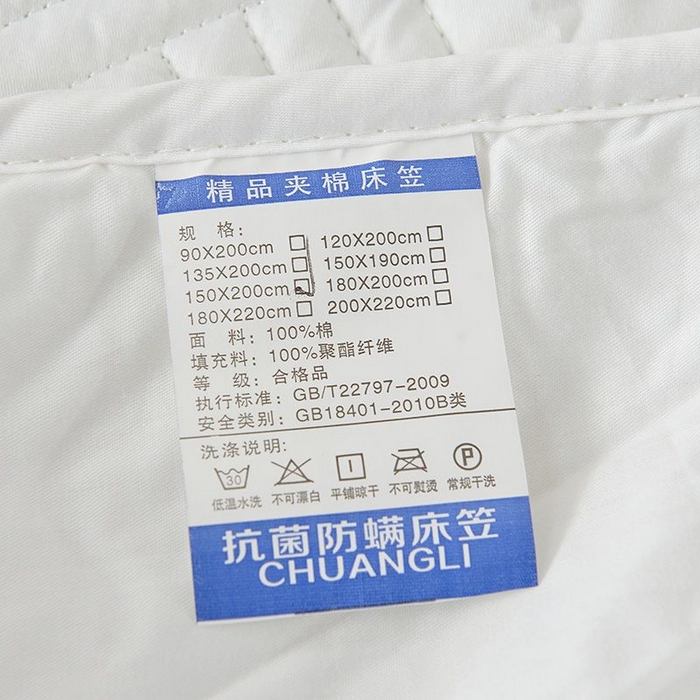 精品夹棉床笠
规 格:
90X200cm 120X200cm
135X200cm 150X190cm
150X200cm 180X200cm
180X220cm 200X220cm
面 料: 100%棉
填充料: 100%聚酯纤维
等 级: 合格品
执行标准: GB/T22797-2009
安全类别: GB18401-2010B类
洗涤说明:
30 P
低温水洗 不可漂白 平铺晾干 不可熨烫 常规干洗
抗菌防螨床笠
CHUANGLI